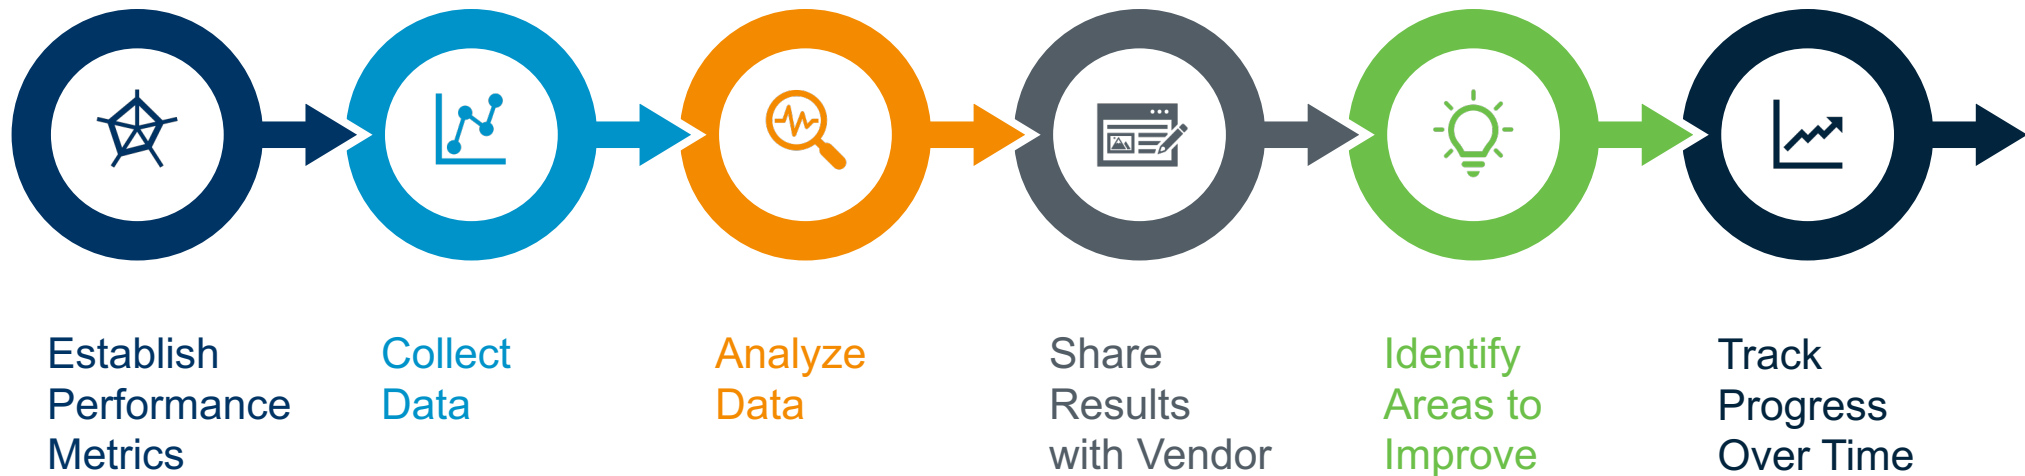 Establish
Performance
Metrics
Collect
Data
Analyze
Data
Share
Results
with Vendor
Identify
Areas to
Improve
Track
Progress
Over Time